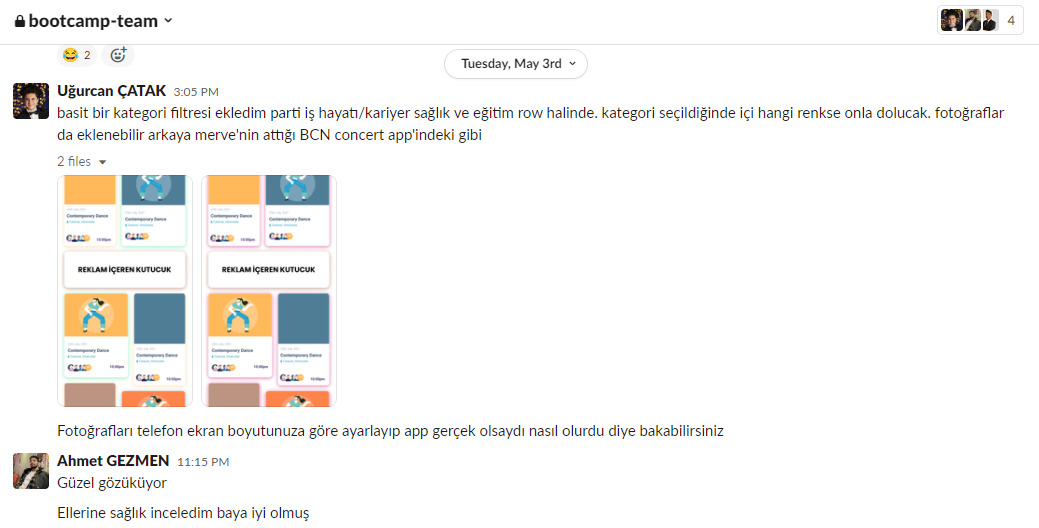 bootcamp-team
4
😂 2
Tuesday, May 3rd
Uğurcan ÇATAK 3:05 PM
basit bir kategori filtresi ekledim parti iş hayatı/kariyer sağlık ve eğitim row halinde. kategori seçildiğinde içi hangi renkse onla dolucak. fotoğraflar
da eklenebilir arkaya merve'nin attığı BCN concert app'indeki gibi
2 files
Contemporary Dance
Contemporary Dance
10:00pm
REKLAM İÇEREN KUTUCUK
Contemporary Dance
10:00pm
Contemporary Dance
10:00pm
Contemporary Dance
Contemporary Dance
10:00pm
REKLAM İÇEREN KUTUCUK
Contemporary Dance
10:00pm
Contemporary Dance
10:00pm
Fotoğrafları telefon ekran boyutunuza göre ayarlayıp app gerçek olsaydı nasıl olurdu diye bakabilirsiniz
Ahmet GEZMEN 11:15 PM
Güzel gözüküyor
Ellerine sağlık inceledim baya iyi olmuş